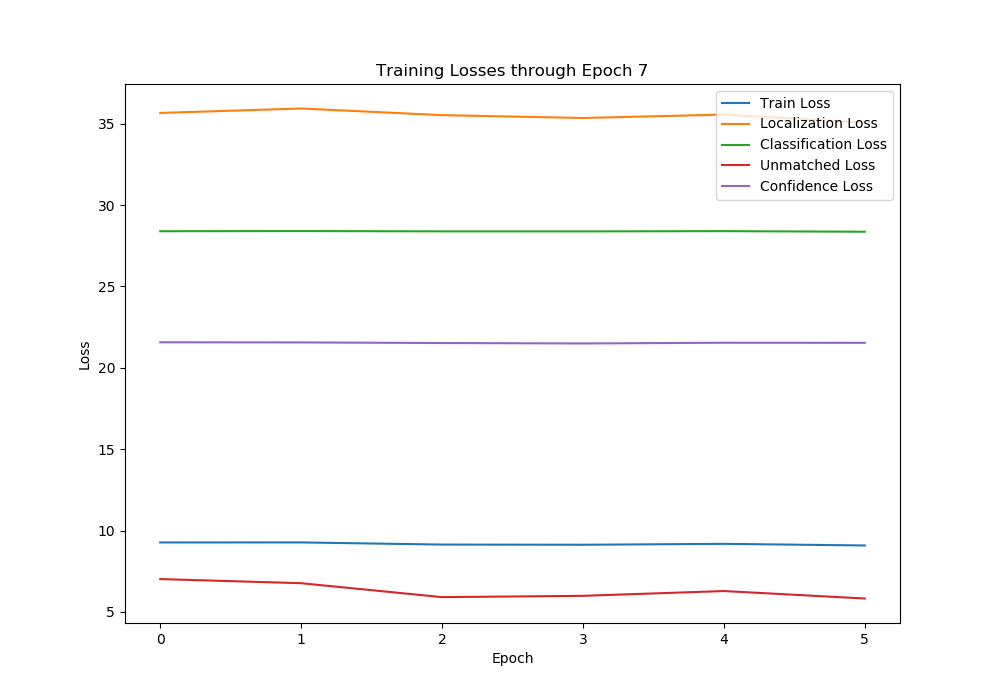 Training Losses through Epoch 7
Train Loss
Localization Loss
Classification Loss
Unmatched Loss
Confidence Loss
35
30
25
20
15
10
5
Loss
0 1 2 3 4 5
Epoch